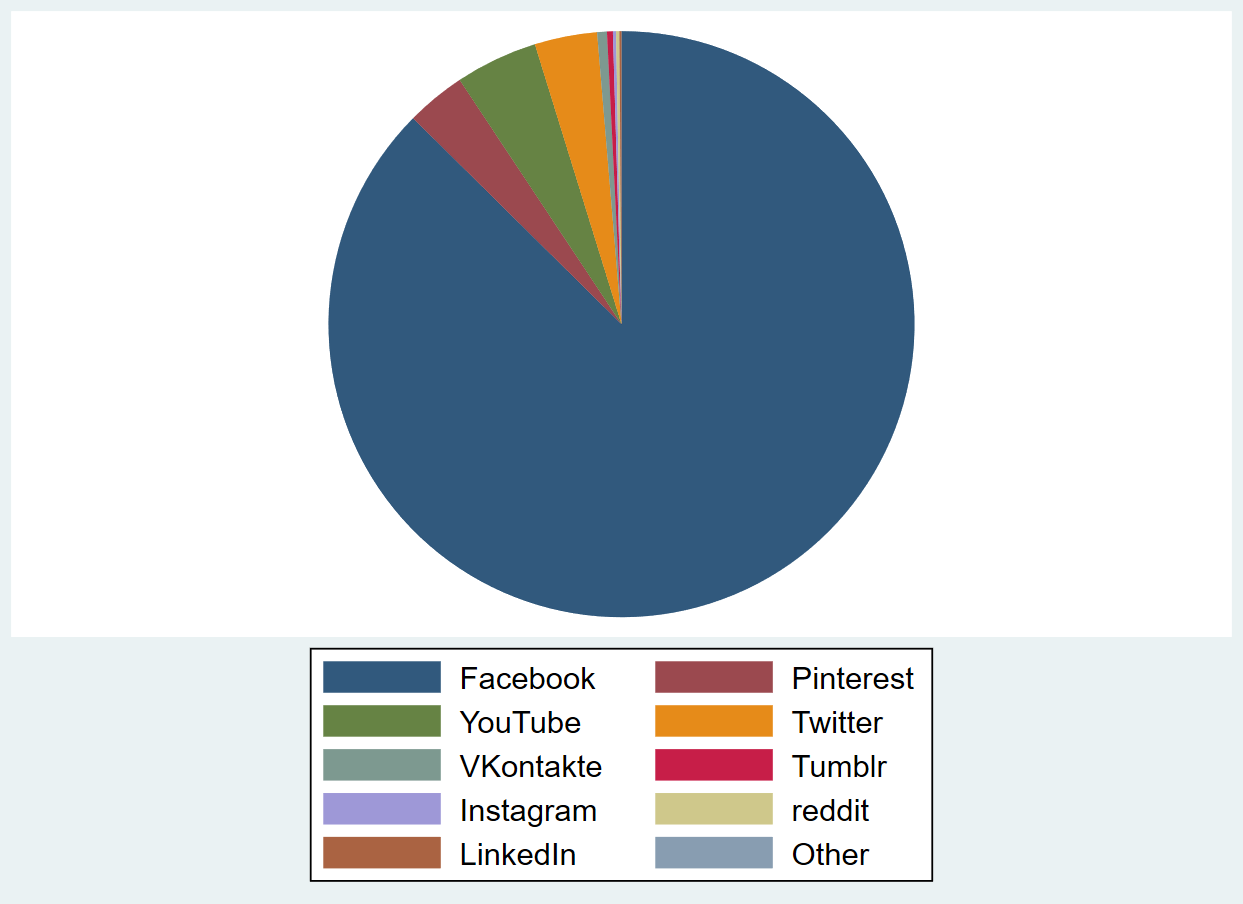 Facebook Pinterest
YouTube Twitter
VKontakte Tumblr
Instagram reddit
LinkedIn Other